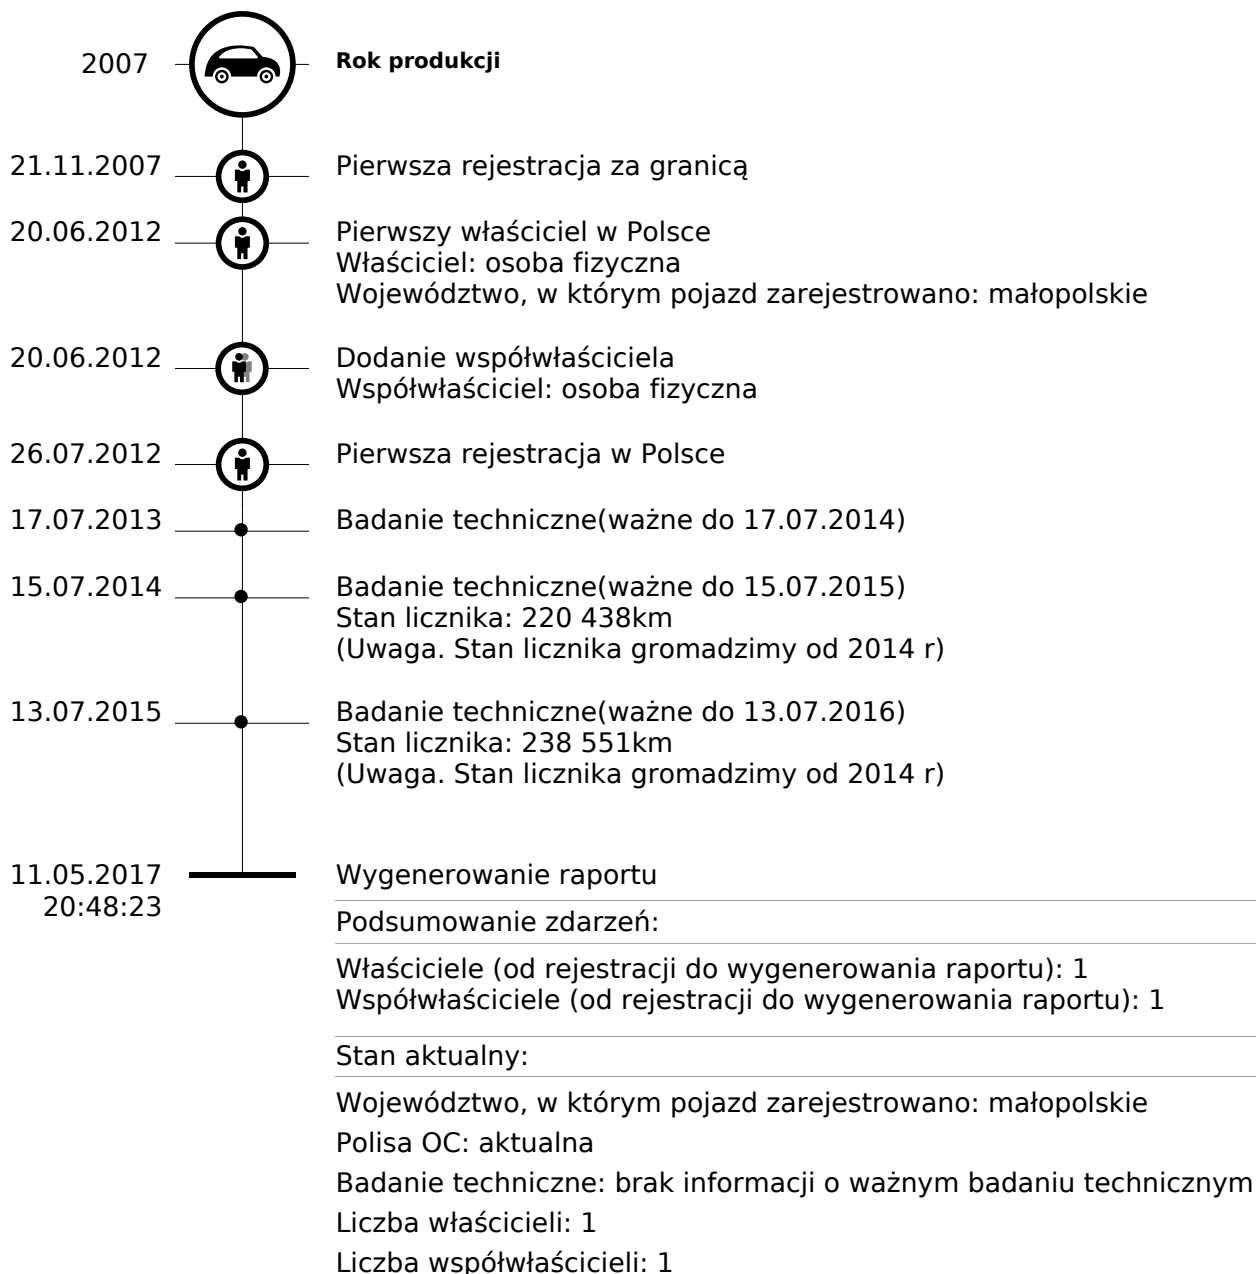 2007
Rok produkcji
21.11.2007
Pierwsza rejestracja za granicą
20.06.2012
Pierwszy właściciel w Polsce
Właściciel: osoba fizyczna
Województwo, w którym pojazd zarejestrowano: małopolskie
20.06.2012
Dodanie współwłaściciela
Współwłaściciel: osoba fizyczna
26.07.2012
Pierwsza rejestracja w Polsce
17.07.2013
Badanie techniczne(ważne do 17.07.2014)
15.07.2014
Badanie techniczne(ważne do 15.07.2015)
Stan licznika: 220 438km
(Uwaga. Stan licznika gromadzimy od 2014 r)
13.07.2015
Badanie techniczne(ważne do 13.07.2016)
Stan licznika: 238 551km
(Uwaga. Stan licznika gromadzimy od 2014 r)
11.05.2017
20:48:23
Wygenerowanie raportu
Podsumowanie zdarzeń:
Właściciele (od rejestracji do wygenerowania raportu): 1
Współwłaściciele (od rejestracji do wygenerowania raportu): 1
Stan aktualny:
Województwo, w którym pojazd zarejestrowano: małopolskie
Polisa OC: aktualna
Badanie techniczne: brak informacji o ważnym badaniu technicznym
Liczba właścicieli: 1
Liczba współwłaścicieli: 1